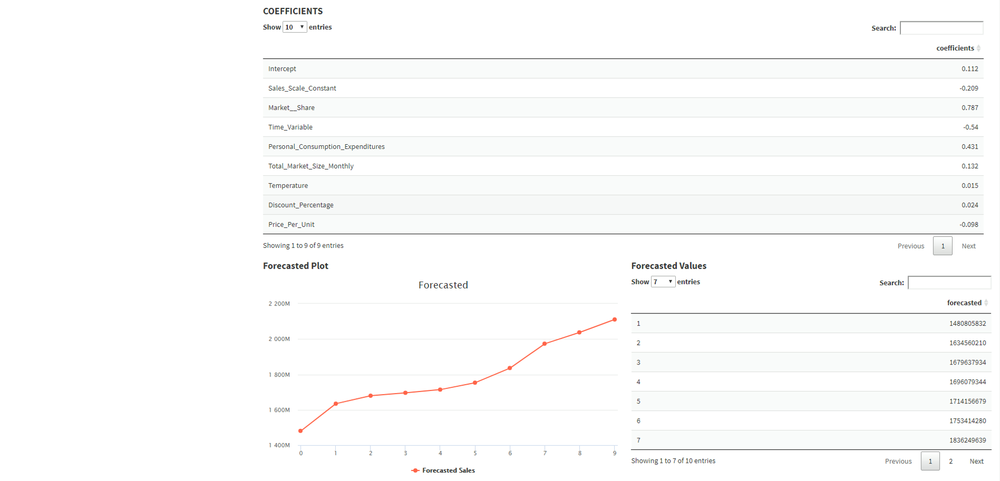 COEFFICIENTS
Show 10 entries
Search:
coefficients
Intercept 0.112
Sales_Scale_Constant -0.209
Market__Share 0.787
Time_Variable -0.54
Personal_Consumption_Expenditures 0.431
Total_Market_Size_Monthly 0.132
Temperature 0.015
Discount_Percentage 0.024
Price_Per_Unit -0.098
Showing 1 to 9 of 9 entries
Previous 1 Next
Forecasted Plot
Forecasted
2 200M
2 000M
1 800M
1 600M
1 400M
0 1 2 3 4 5 6 7 8 9
Forecasted Sales
Forecasted Values
Show 7 entries
Search:
forecasted
1 1480805832
2 1634560210
3 1679637934
4 1696079344
5 1714156679
6 1753414280
7 1836249639
Showing 1 to 7 of 10 entries
Previous 1 2 Next